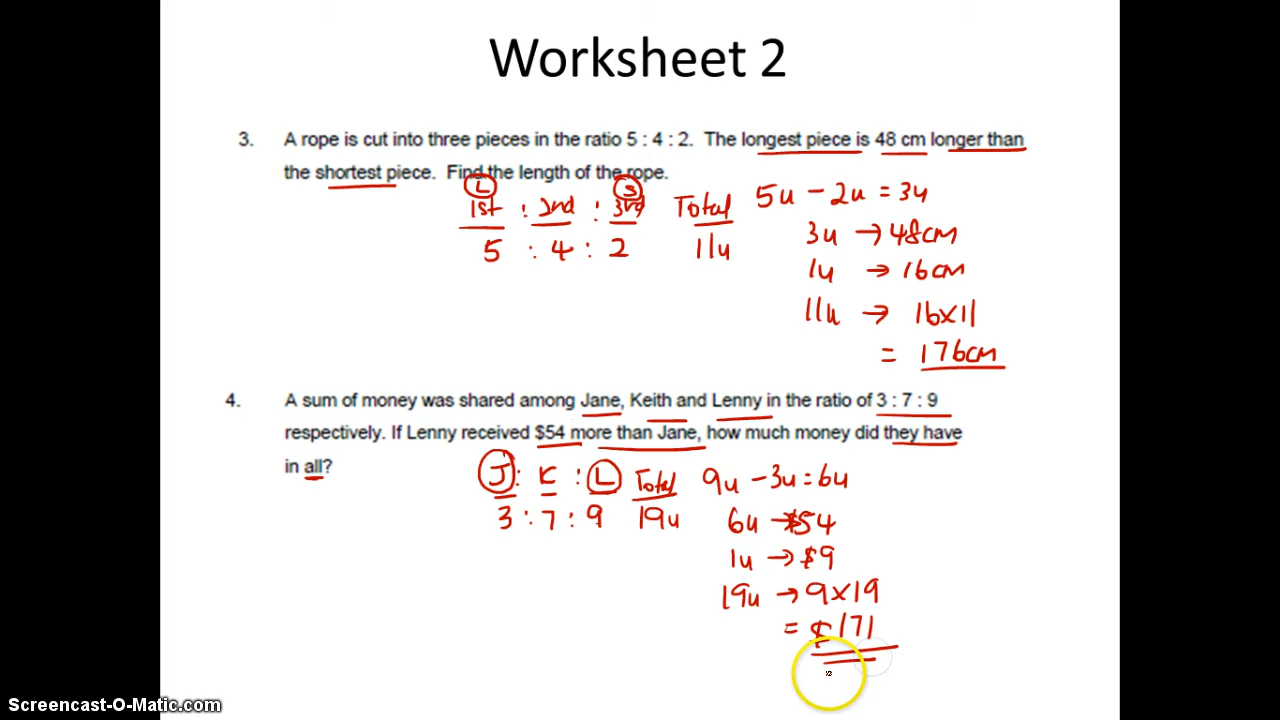 Worksheet 2
3. A rope is cut into three pieces in the ratio 5 : 4 : 2. The longest piece is 48 cm longer than
the shortest piece. Find the length of the rope.
L S
1st : 2nd : 3rd Total
5 : 4 : 2 11u
5u - 2u = 3u
3u → 48cm
1u → 16cm
11u → 16x11
= 176cm
4. A sum of money was shared among Jane, Keith and Lenny in the ratio of 3 : 7 : 9
respectively. If Lenny received $54 more than Jane, how much money did they have
in all?
J : K : L Total
3 : 7 : 9 19u
9u - 3u = 6u
6u → $54
1u → $9
19u → 9x19
= $171
Screencast-O-Matic.com